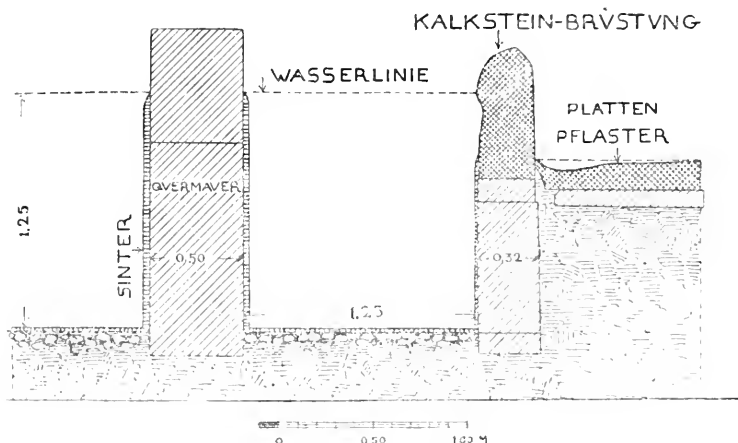 KALKSTEIN-BRVSTVNG
WASSERLINIE
PLATTEN
PFLASTER
QVERMAVER
1.25
SINTER
0,50
0,32
1.25
0 0.50 1.00 M